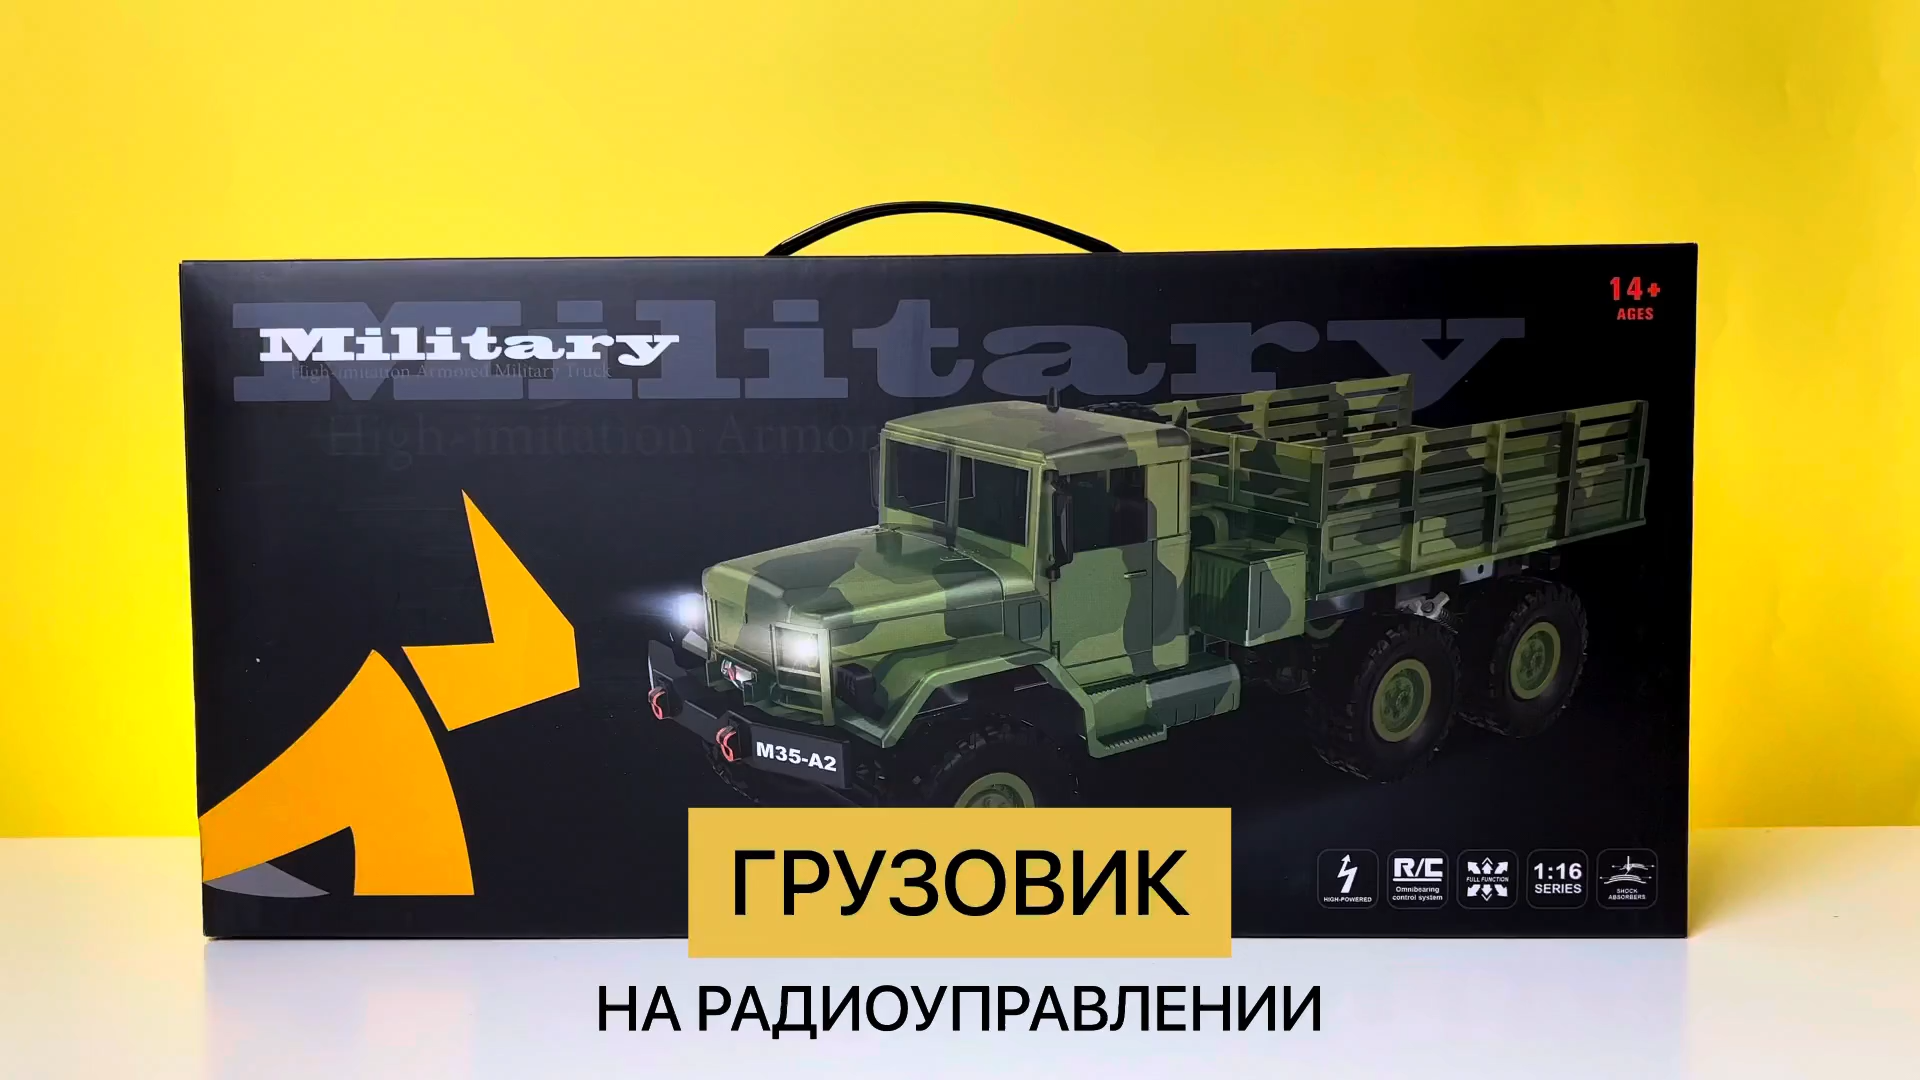 Military
Military
High-imitation Armored Military Truck
High-imitation Armor
14+
AGES
M35-A2
HIGH-POWERED
R/C
Omnibearing
control system
FULL FUNCTION
1:16
SERIES
SHOCK
ABSORBERS
ГРУЗОВИК
НА РАДИОУПРАВЛЕНИИ